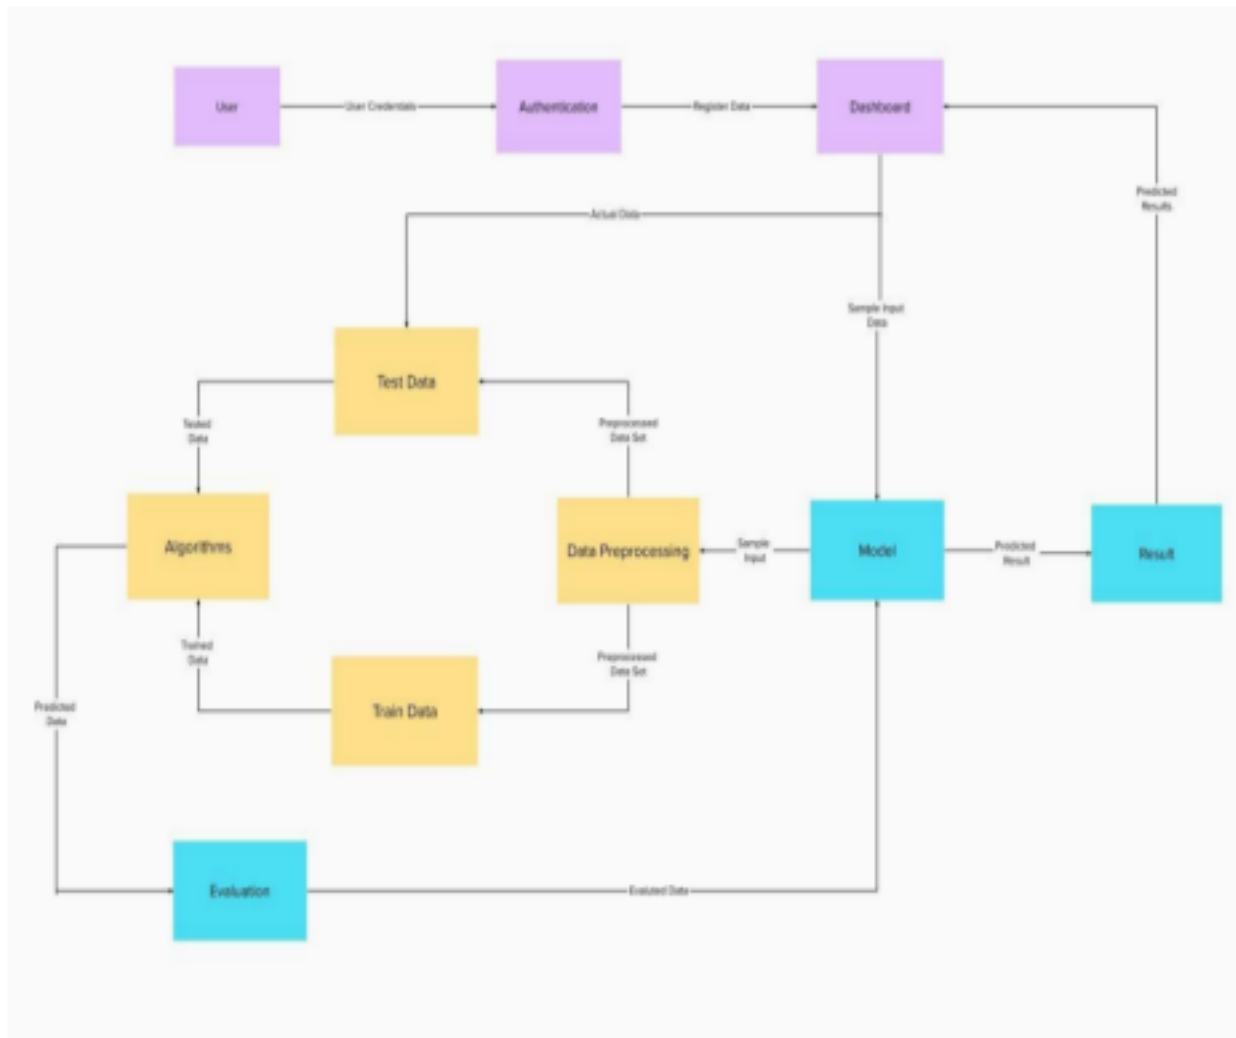 User
User Credentials
Authentication
Register Data
Dashboard
Predicted
Results
Actual Data
Sample Input
Data
Test Data
Tested
Data
Preprocessed
Data Set
Algorithms
Data Preprocessing
Sample
Input
Model
Predicted
Result
Result
Trained
Data
Preprocessed
Data Set
Train Data
Predicted
Data
Evaluation
Evaluted Data